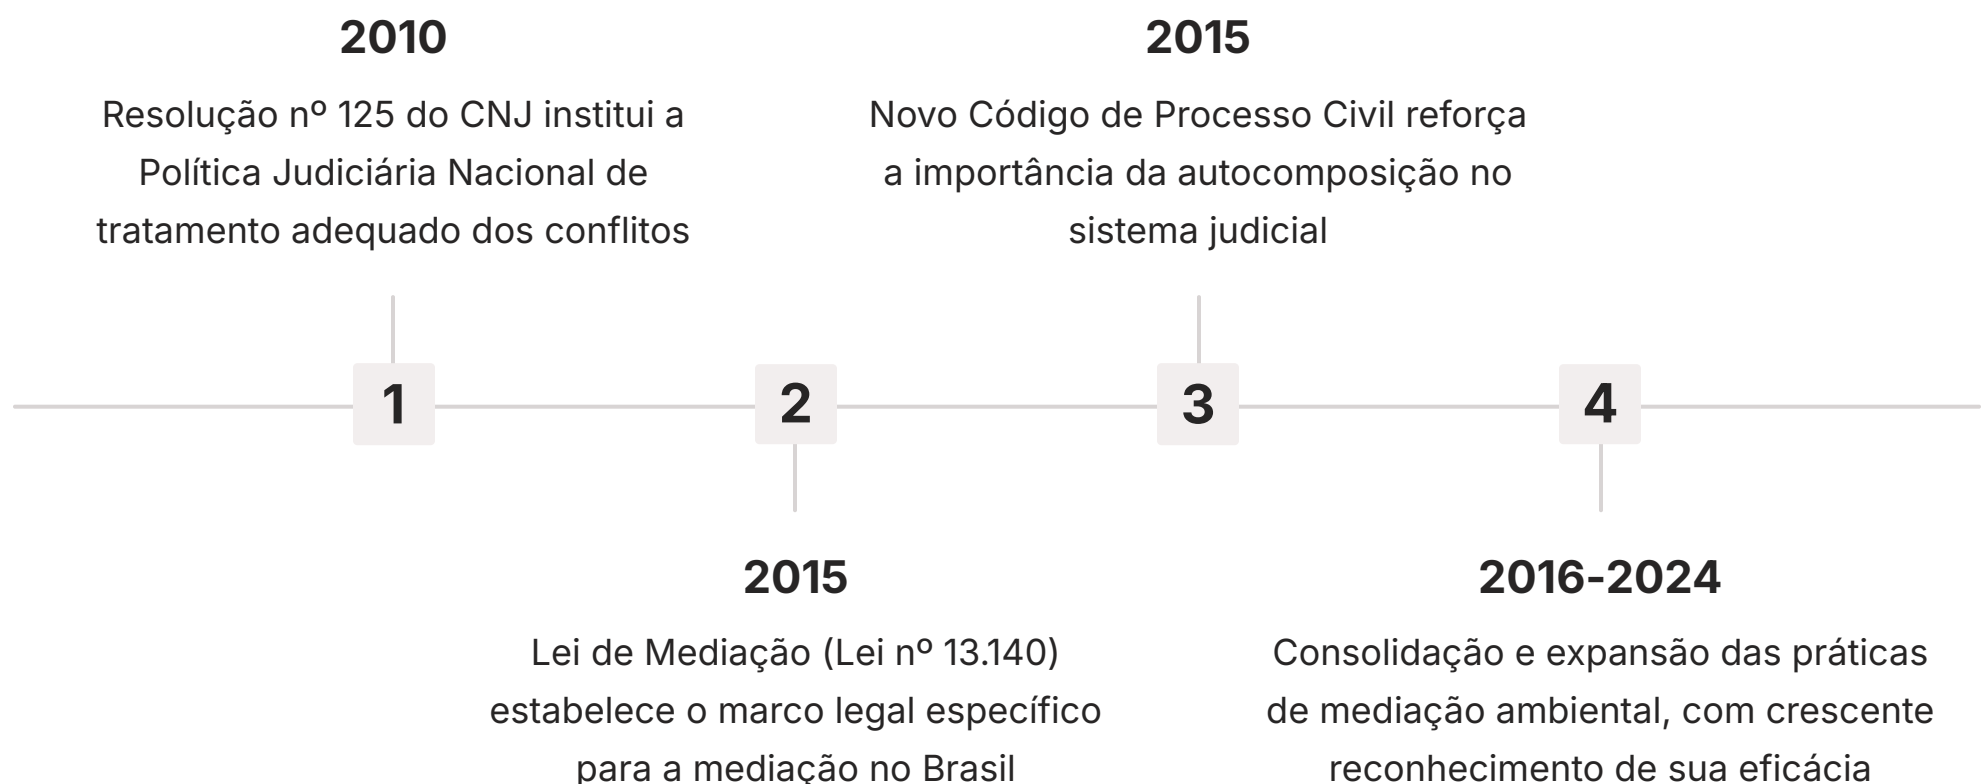 2010
Resolução nº 125 do CNJ institui a
Política Judiciária Nacional de
tratamento adequado dos conflitos
2015
Novo Código de Processo Civil reforça
a importância da autocomposição no
sistema judicial
1
2
3
4
2015
Lei de Mediação (Lei nº 13.140)
estabelece o marco legal específico
para a mediação no Brasil
2016-2024
Consolidação e expansão das práticas
de mediação ambiental, com crescente
reconhecimento de sua eficácia